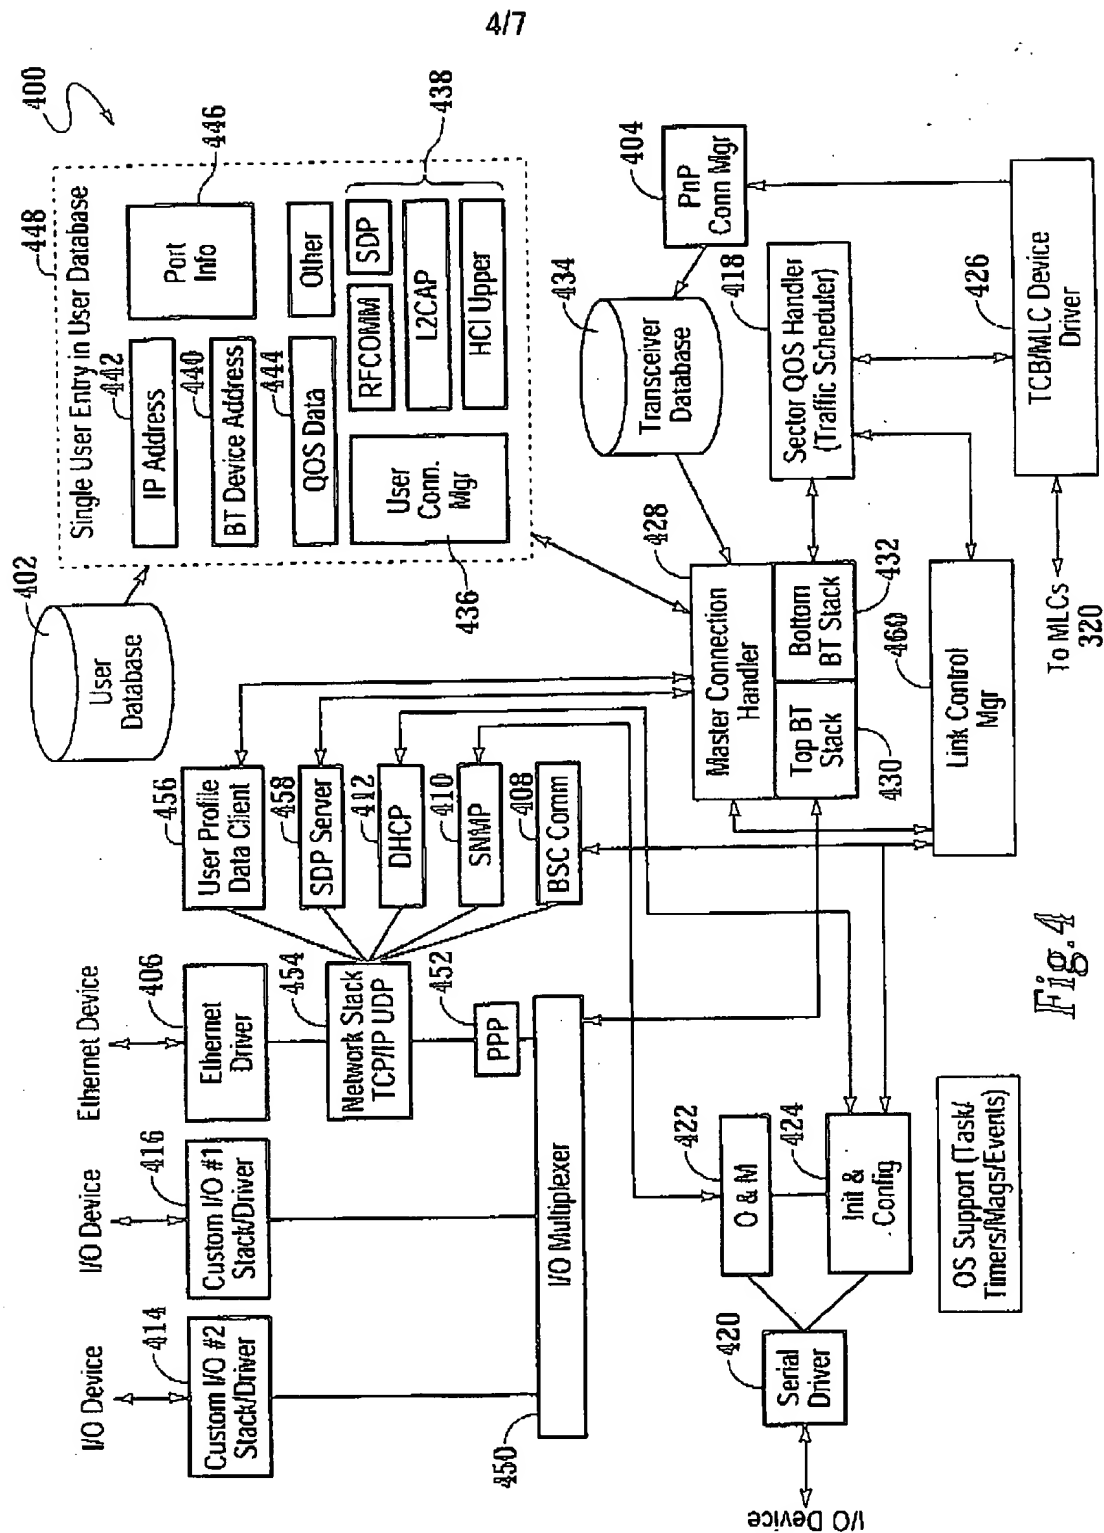 4/7
400
448
Single User Entry in User Database
442
IP Address
440
BT Device Address
444
QOS Data
446
Port
Info
Other
RFCOMM
SDP
L2CAP
HCI Upper
438
User
Conn.
Mgr
436
402
User
Database
434
Transceiver
Database
404
PnP
Conn Mgr
418
Sector QOS Handler
(Traffic Scheduler)
426
TCB/MLC Device
Driver
To MLCs
320
428
Master Connection
Handler
Top BT
Stack
430
Bottom
BT Stack
432
460
Link Control
Mgr
456
User Profile
Data Client
458
SDP Server
412
DHCP
410
SNMP
408
BSC Comm
Ethernet Device
406
Ethernet
Driver
454
Network Stack
TCP/IP UDP
452
PPP
I/O Device
416
Custom I/O #1
Stack/Driver
I/O Device
414
Custom I/O #2
Stack/Driver
I/O Multiplexer
450
422
O & M
424
Init &
Config
420
Serial
Driver
I/O Device
OS Support (Task/
Timers/Mags/Events)
Fig.4